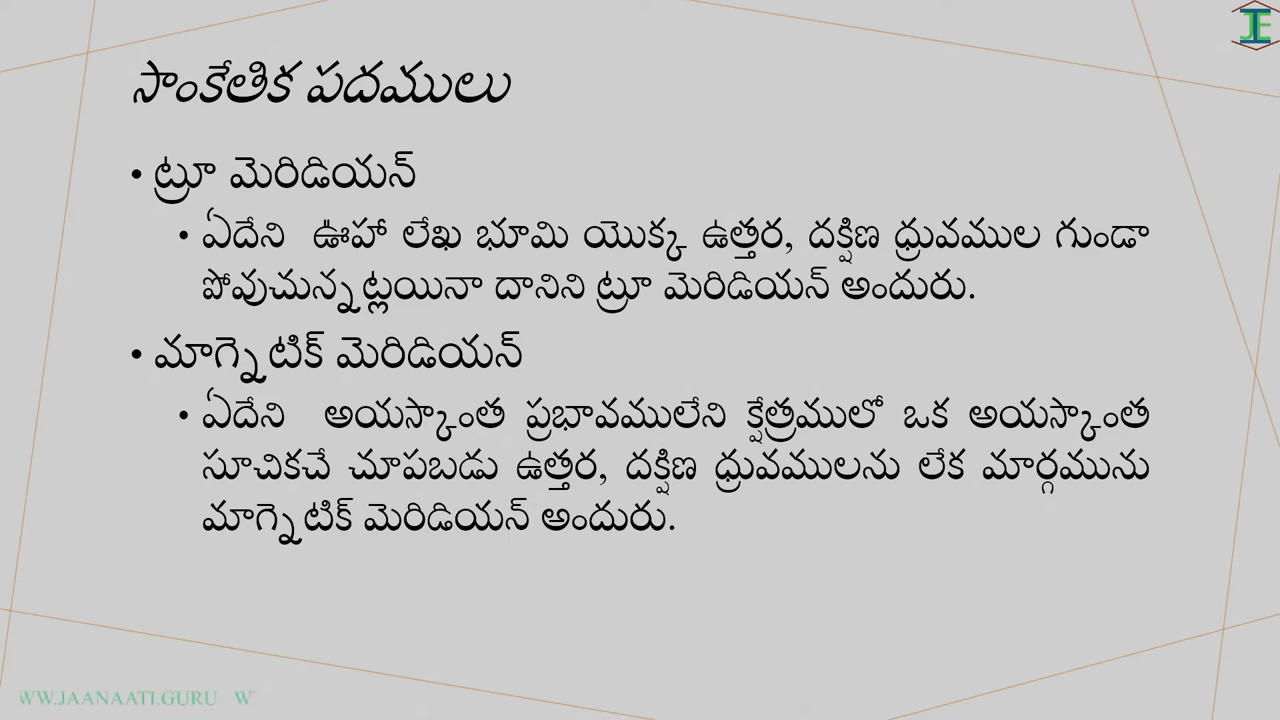 సాంకేతిక పదములు
• ట్రూ మెరిడియన్
• ఏదేని ఊహా లేఖ భూమి యొక్క ఉత్తర, దక్షిణ ధ్రువముల గుండా
పోవుచున్నట్లయినా దానిని ట్రూ మెరిడియన్ అందురు.
• మాగ్నెటిక్ మెరిడియన్
• ఏదేని అయస్కాంత ప్రభావములేని క్షేత్రములో ఒక అయస్కాంత
సూచికచే చూపబడు ఉత్తర, దక్షిణ ధ్రువములను లేక మార్గమును
మాగ్నెటిక్ మెరిడియన్ అందురు.
WW.JAANAATI.GURU W